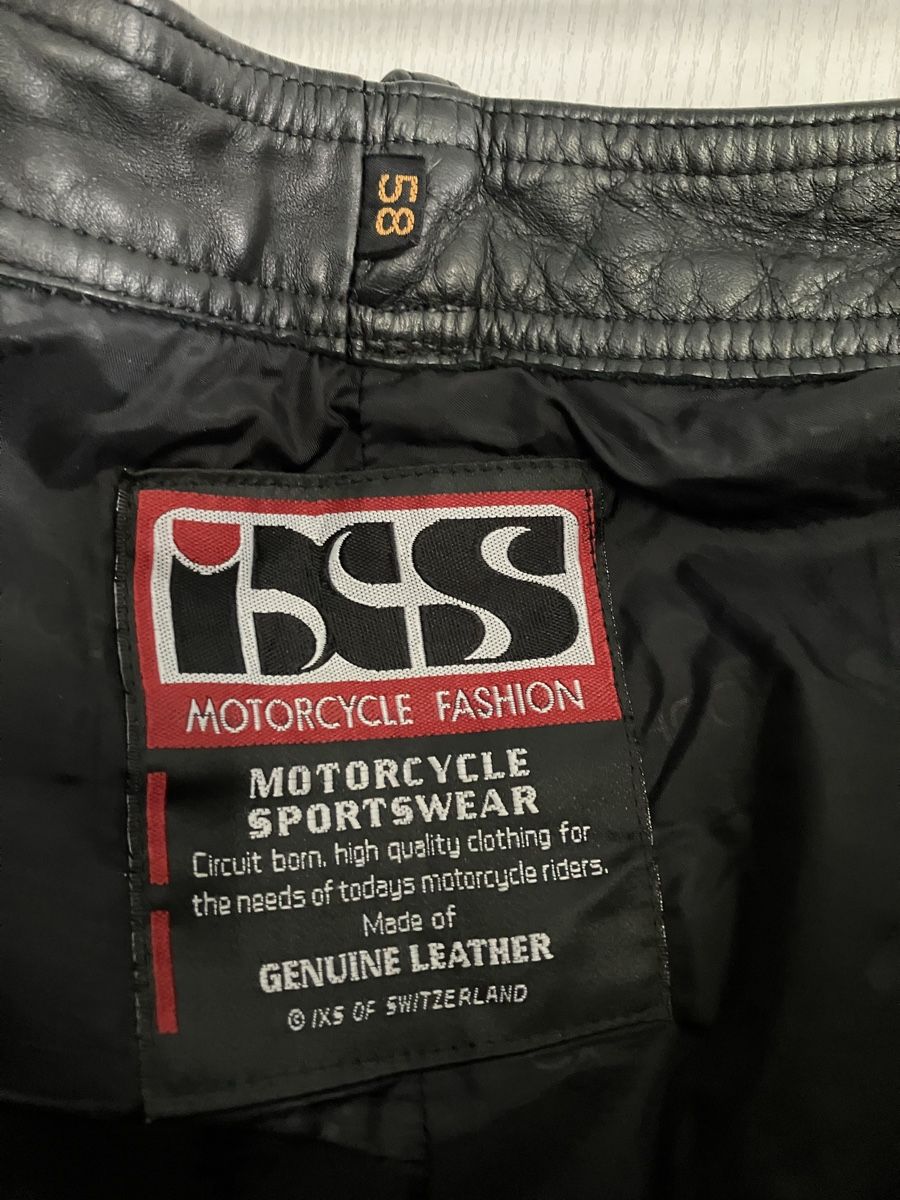 58
iXS
MOTORCYCLE FASHION
MOTORCYCLE
SPORTSWEAR
Circuit born, high quality clothing for
the needs of todays motorcycle riders.
Made of
GENUINE LEATHER
© IXS OF SWITZERLAND